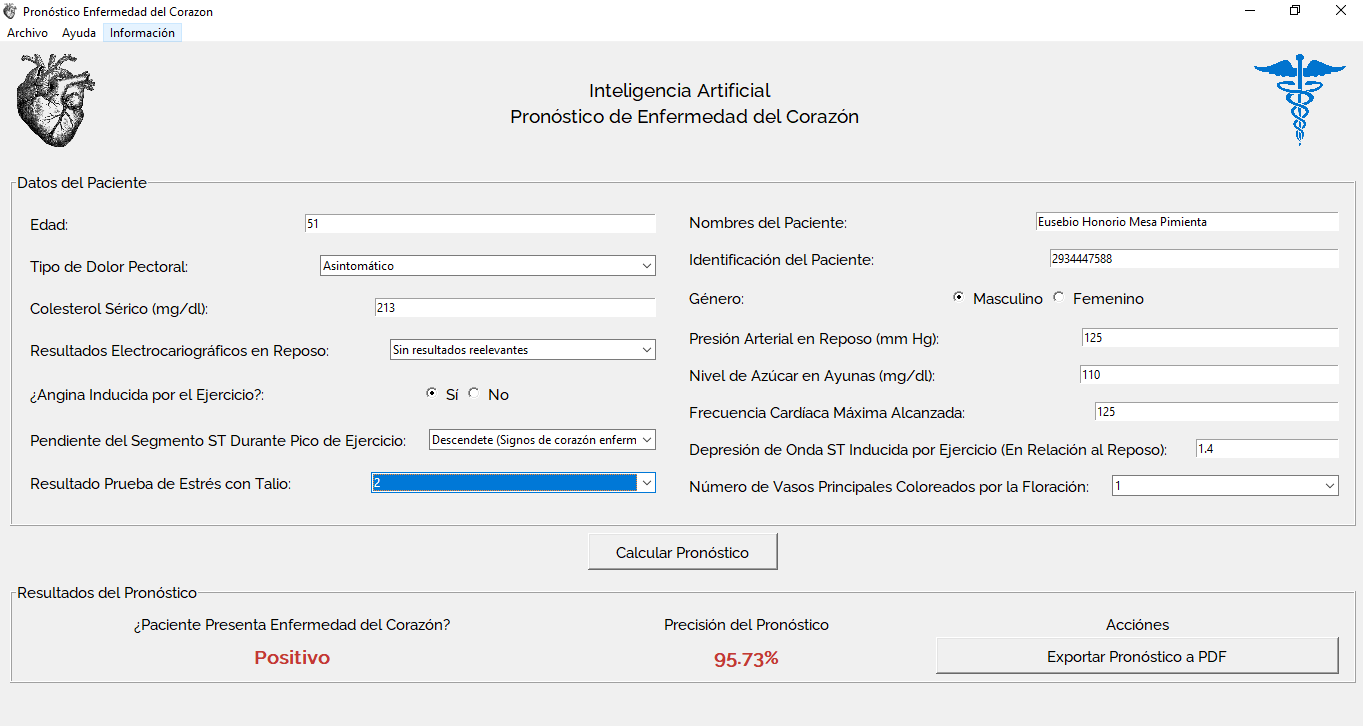 Pronóstico Enfermedad del Corazon
Archivo Ayuda Información
Inteligencia Artificial
Pronóstico de Enfermedad del Corazón
Datos del Paciente
Edad: 51
Tipo de Dolor Pectoral: Asintomático
Colesterol Sérico (mg/dl): 213
Resultados Electrocariográficos en Reposo: Sin resultados reelevantes
¿Angina Inducida por el Ejercicio?: Sí No
Pendiente del Segmento ST Durante Pico de Ejercicio: Descendete (Signos de corazón enferm
Resultado Prueba de Estrés con Talio: 2
Nombres del Paciente: Eusebio Honorio Mesa Pimienta
Identificación del Paciente: 2934447588
Género: Masculino Femenino
Presión Arterial en Reposo (mm Hg): 125
Nivel de Azúcar en Ayunas (mg/dl): 110
Frecuencia Cardíaca Máxima Alcanzada: 125
Depresión de Onda ST Inducida por Ejercicio (En Relación al Reposo): 1.4
Número de Vasos Principales Coloreados por la Floración: 1
Calcular Pronóstico
Resultados del Pronóstico
¿Paciente Presenta Enfermedad del Corazón? Precisión del Pronóstico Acciónes
Positivo 95.73% Exportar Pronóstico a PDF